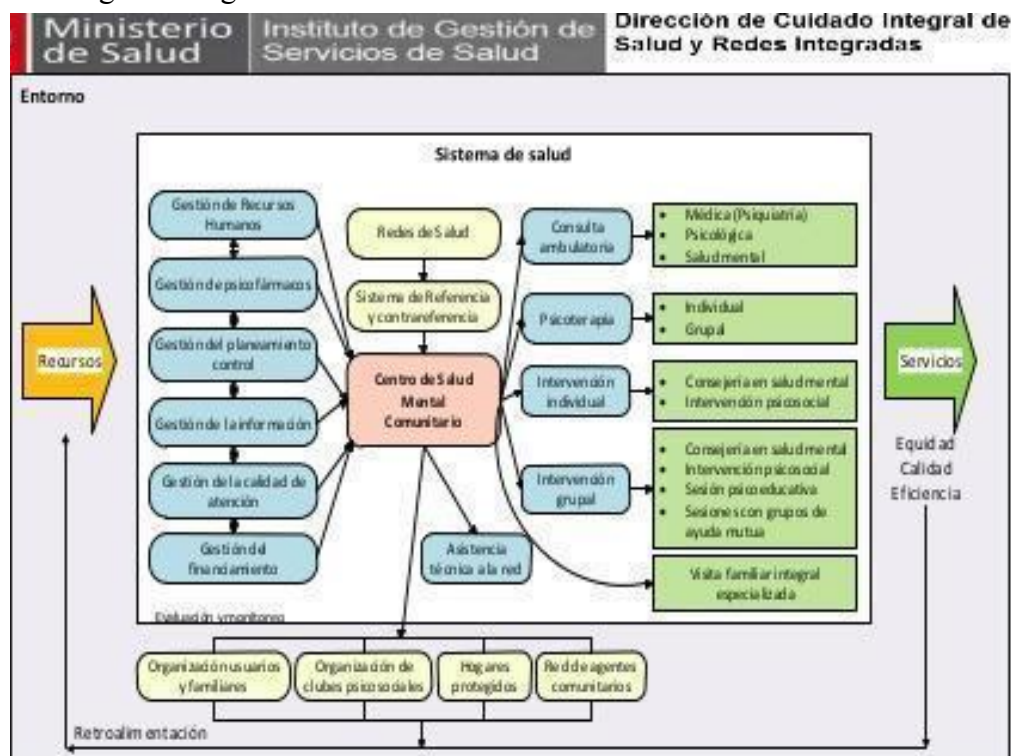 Ministerio
de Salud
Instituto de Gestión de
Servicios de Salud
Dirección de Cuidado Integral de
Salud y Redes Integradas
Entorno
Sistema de salud
Recursos
Gestión de Recursos
Humanos
Gestión de psicofármacos
Gestión del planeamiento
control
Gestión de la información
Gestión de la calidad de
atención
Gestión del
financiamiento
Redes de Salud
Sistema de Referencia
y contrareferencia
Centro de Salud
Mental
Comunitario
Asistencia
técnica a la red
Consulta
ambulatoria
Psicoterapia
Intervención
individual
Intervención
grupal
• Médica (Psiquiatría)
• Psicológica
• Salud mental
• Individual
• Grupal
• Consejería en salud mental
• Intervención psicosocial
• Consejería en salud mental
• Intervención psicosocial
• Sesión psicoeducativa
• Sesiones con grupos de
ayuda mutua
Visita familiar integral
especializada
Servicios
Equidad
Calidad
Eficiencia
Evaluación y monitoreo
Organización usuarios
y familiares
Organización de
clubes psicosociales
Hogares
protegidos
Red de agentes
comunitarios
Retroalimentación